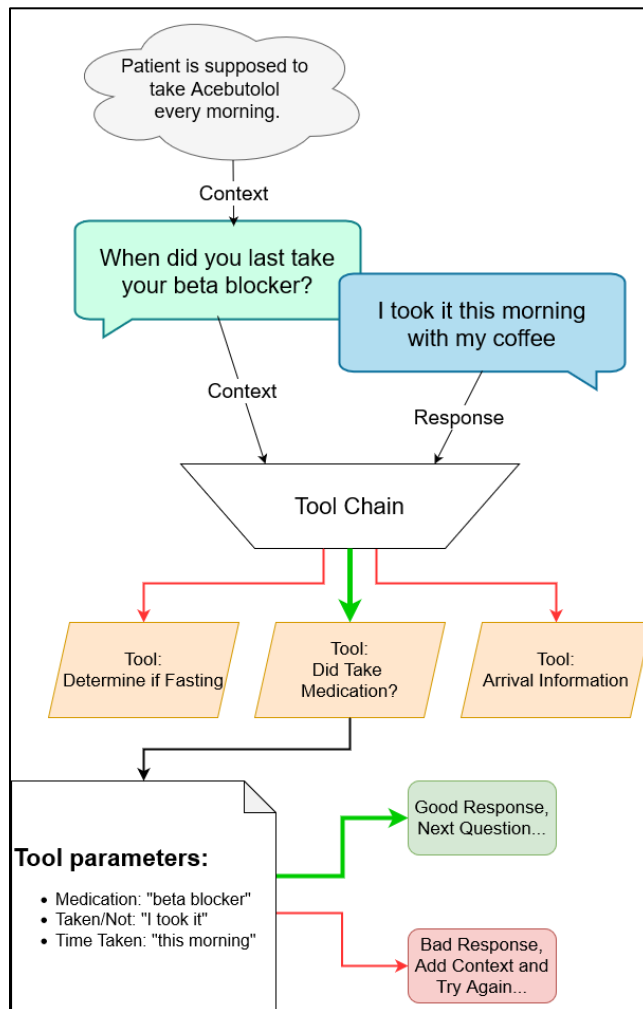 Patient is supposed to
take Acebutolol
every morning.
Context
When did you last take
your beta blocker?
I took it this morning
with my coffee
Context
Response
Tool Chain
Tool:
Determine if Fasting
Tool:
Did Take
Medication?
Tool:
Arrival Information
Tool parameters:
• Medication: "beta blocker"
• Taken/Not: "I took it"
• Time Taken: "this morning"
Good Response,
Next Question...
Bad Response,
Add Context and
Try Again...